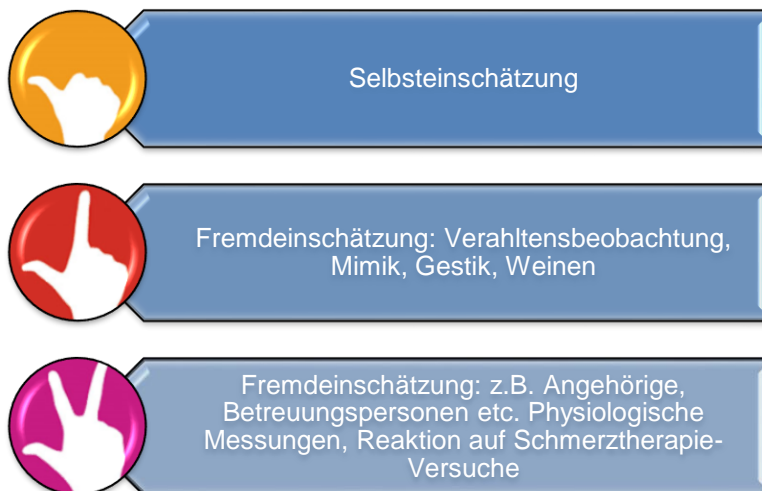 Selbsteinschätzung
Fremdeinschätzung: Verahltensbeobachtung,
Mimik, Gestik, Weinen
Fremdeinschätzung: z.B. Angehörige,
Betreuungspersonen etc. Physiologische
Messungen, Reaktion auf Schmerztherapie-
Versuche